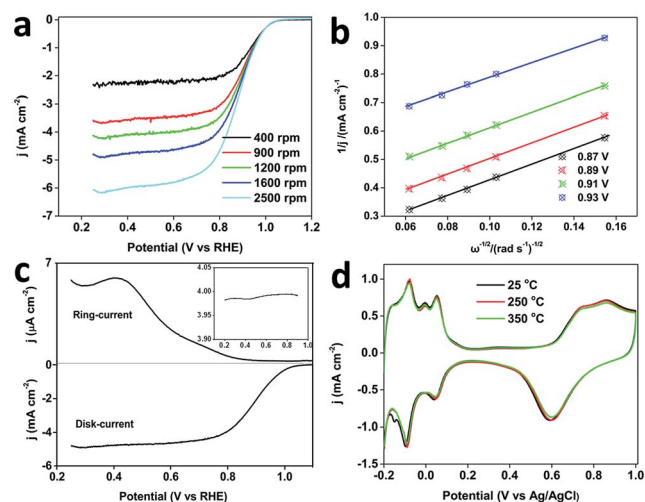 a
0
-1
-2
-3
-4
-5
-6
-7
j (mA cm⁻²)
400 rpm
900 rpm
1200 rpm
1600 rpm
2500 rpm
0.2 0.4 0.6 0.8 1.0 1.2
Potential (V vs RHE)
b
1.0
0.9
0.8
0.7
0.6
0.5
0.4
0.3
1/j /(mA cm⁻²)⁻¹
0.87 V
0.89 V
0.91 V
0.93 V
0.06 0.08 0.10 0.12 0.14 0.16
ω⁻¹/²/(rad s⁻¹)⁻¹/²
c
7
0
-2
-4
-6
j (μA cm⁻²)
j (mA cm⁻²)
4.05
3.98
3.90
0.0 0.2 0.4 0.6 0.8 1.0
Ring-current
Disk-current
0.2 0.4 0.6 0.8 1.0
Potential (V vs RHE)
d
1.0
0.5
0.0
-0.5
-1.0
-1.5
j (mA cm⁻²)
25 °C
250 °C
350 °C
-0.2 0.0 0.2 0.4 0.6 0.8 1.0
Potential (V vs Ag/AgCl)